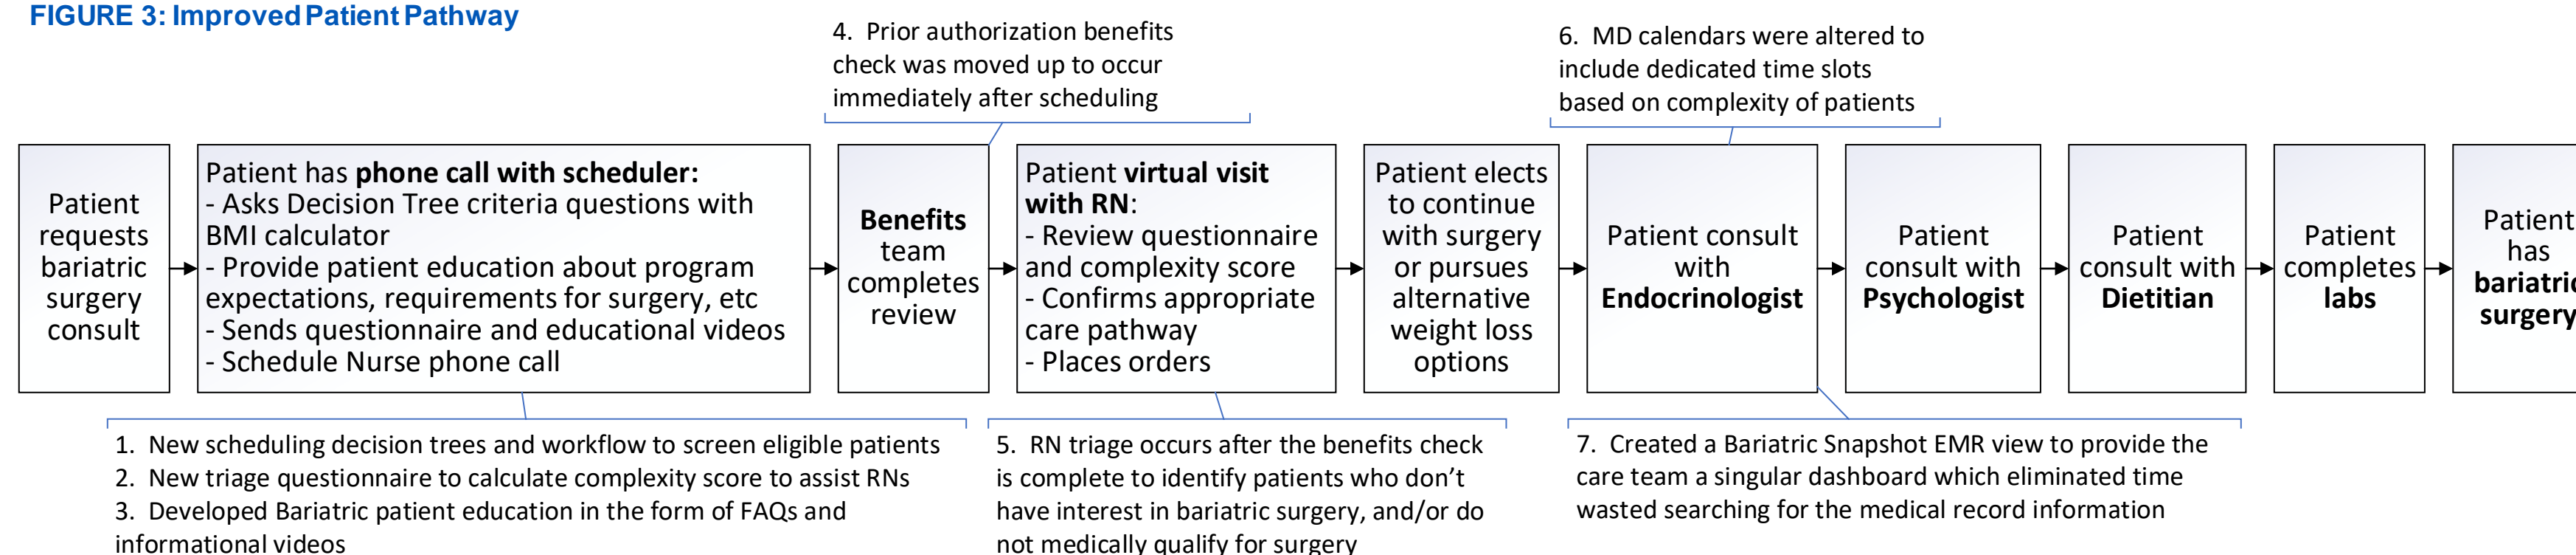 FIGURE 3: Improved Patient Pathway
4. Prior authorization benefits
check was moved up to occur
immediately after scheduling
6. MD calendars were altered to
include dedicated time slots
based on complexity of patients
Patient
requests
bariatric
surgery
consult
Patient has phone call with scheduler:
- Asks Decision Tree criteria questions with
BMI calculator
- Provide patient education about program
expectations, requirements for surgery, etc
- Sends questionnaire and educational videos
- Schedule Nurse phone call
Benefits
team
completes
review
Patient virtual visit
with RN:
- Review questionnaire
and complexity score
- Confirms appropriate
care pathway
- Places orders
Patient elects
to continue
with surgery
or pursues
alternative
weight loss
options
Patient consult
with
Endocrinologist
Patient
consult with
Psychologist
Patient
consult with
Dietitian
Patient
completes
labs
Patient
has
bariatric
surgery
1. New scheduling decision trees and workflow to screen eligible patients
2. New triage questionnaire to calculate complexity score to assist RNs
3. Developed Bariatric patient education in the form of FAQs and
informational videos
5. RN triage occurs after the benefits check
is complete to identify patients who don't
have interest in bariatric surgery, and/or do
not medically qualify for surgery
7. Created a Bariatric Snapshot EMR view to provide the
care team a singular dashboard which eliminated time
wasted searching for the medical record information